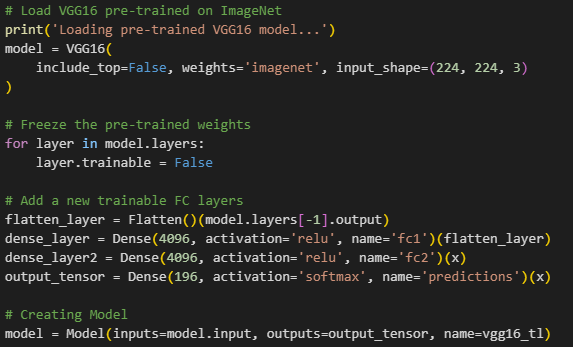 # Load VGG16 pre-trained on ImageNet
print('Loading pre-trained VGG16 model...')
model = VGG16(
    include_top=False, weights='imagenet', input_shape=(224, 224, 3)
)
# Freeze the pre-trained weights
for layer in model.layers:
    layer.trainable = False
# Add a new trainable FC layers
flatten_layer = Flatten()(model.layers[-1].output)
dense_layer = Dense(4096, activation='relu', name='fc1')(flatten_layer)
dense_layer2 = Dense(4096, activation='relu', name='fc2')(x)
output_tensor = Dense(196, activation='softmax', name='predictions')(x)
# Creating Model
model = Model(inputs=model.input, outputs=output_tensor, name=vgg16_tl)